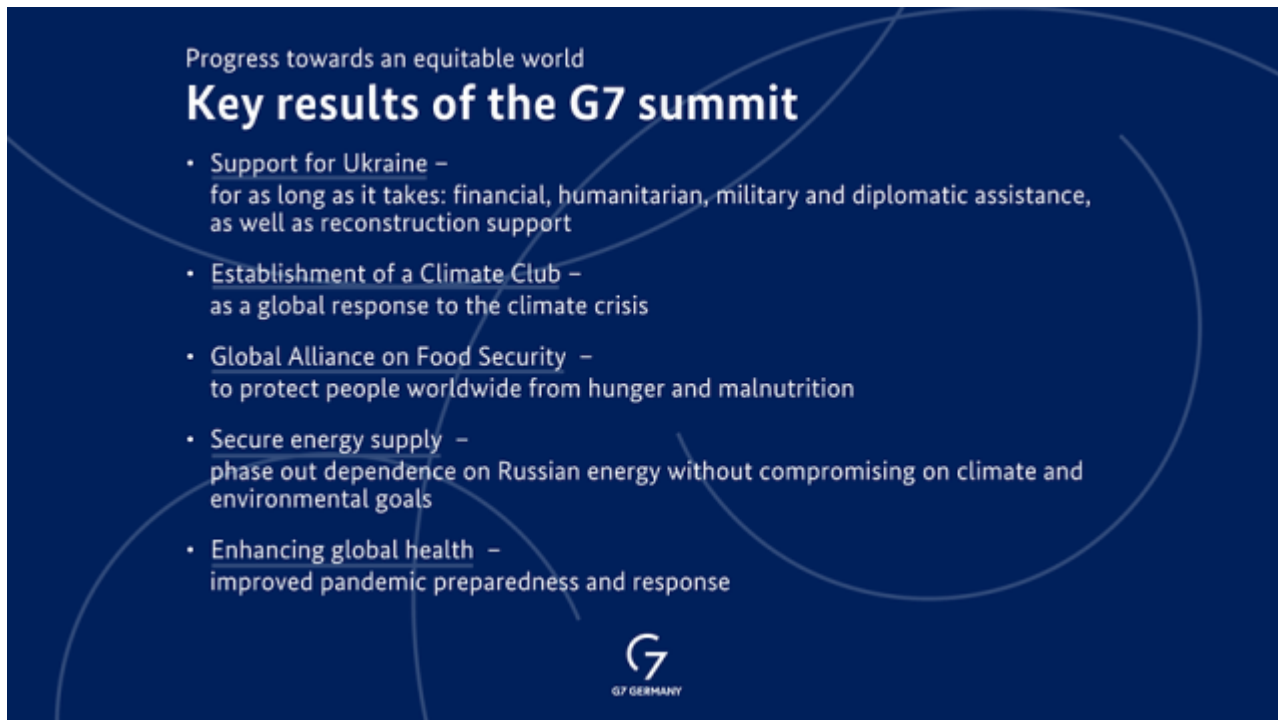 Progress towards an equitable world
Key results of the G7 summit
• Support for Ukraine –
for as long as it takes: financial, humanitarian, military and diplomatic assistance,
as well as reconstruction support
• Establishment of a Climate Club –
as a global response to the climate crisis
• Global Alliance on Food Security –
to protect people worldwide from hunger and malnutrition
• Secure energy supply –
phase out dependence on Russian energy without compromising on climate and
environmental goals
• Enhancing global health –
improved pandemic preparedness and response
G7
G7 GERMANY